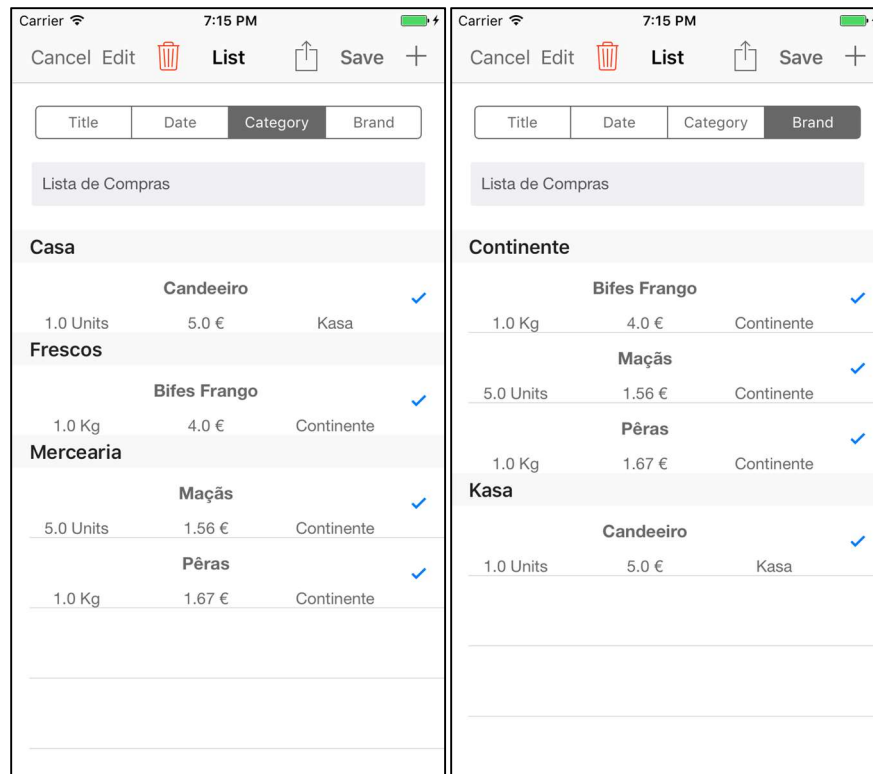 Carrier 7:15 PM
Cancel Edit List Save
Title Date Category Brand
Lista de Compras
Casa
Candeeiro
1.0 Units 5.0 € Kasa
Frescos
Bifes Frango
1.0 Kg 4.0 € Continente
Mercearia
Maçãs
5.0 Units 1.56 € Continente
Pêras
1.0 Kg 1.67 € Continente
Carrier 7:15 PM
Cancel Edit List Save
Title Date Category Brand
Lista de Compras
Continente
Bifes Frango
1.0 Kg 4.0 € Continente
Maçãs
5.0 Units 1.56 € Continente
Pêras
1.0 Kg 1.67 € Continente
Kasa
Candeeiro
1.0 Units 5.0 € Kasa